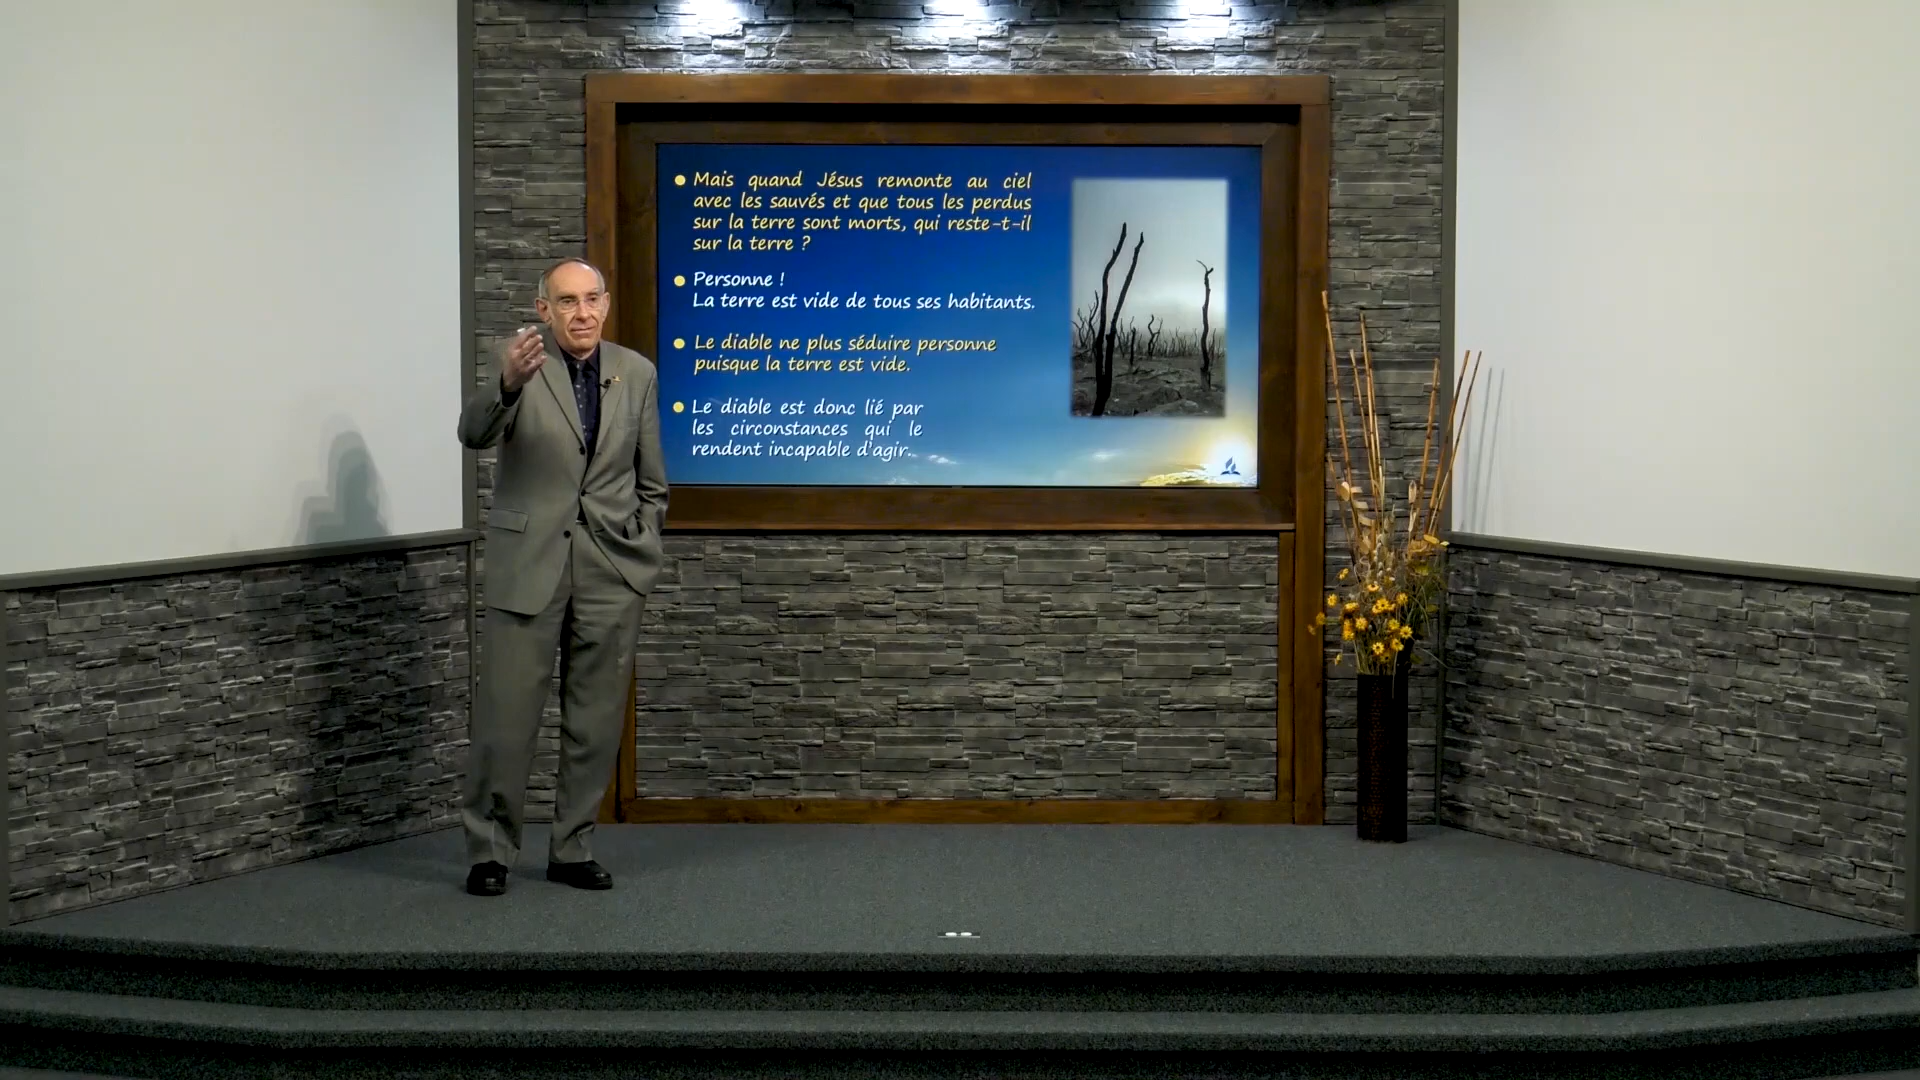 Mais quand Jésus remonte au ciel
avec les sauvés et que tous les perdus
sur la terre sont morts, qui reste-t-il
sur la terre ?
Personne !
La terre est vide de tous ses habitants.
Le diable ne plus séduire personne
puisque la terre est vide.
Le diable est donc lié par
les circonstances qui le
rendent incapable d'agir.